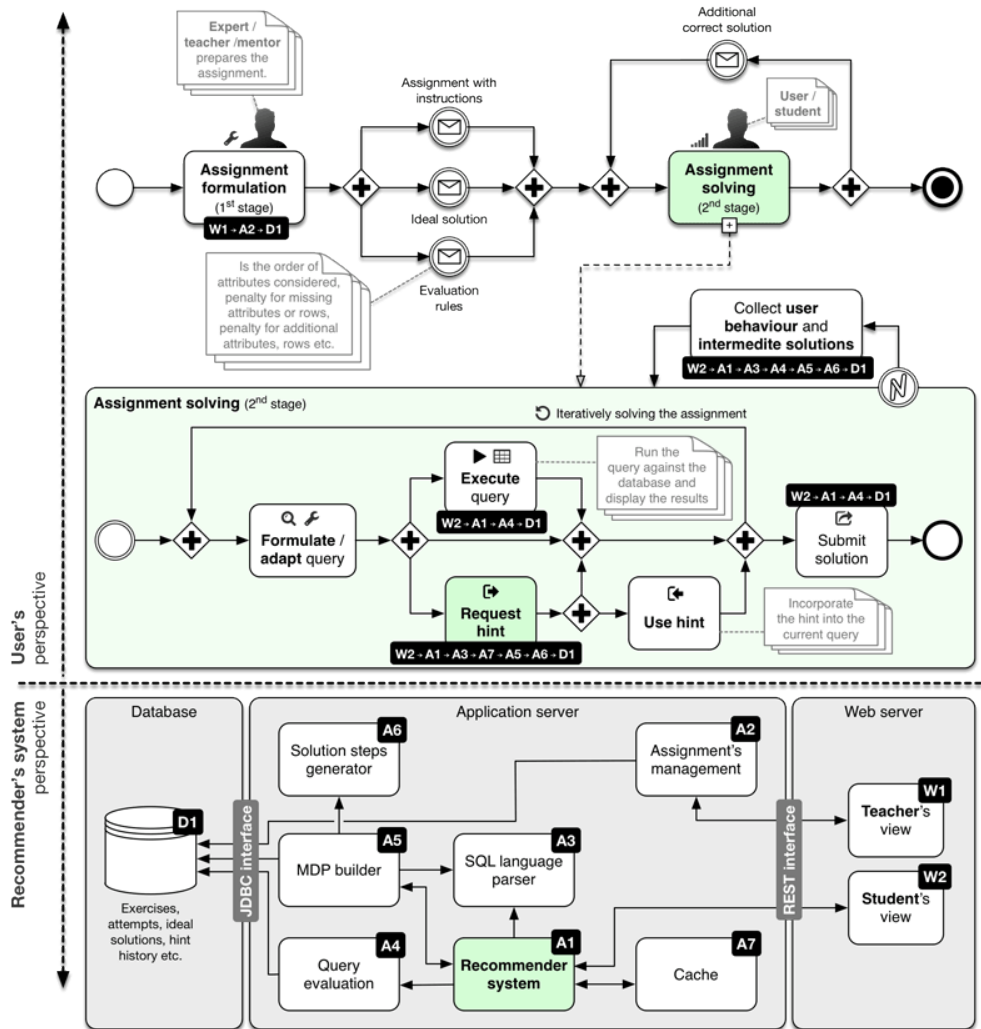 Expert /
teacher /mentor
prepares the
assignment.
Additional
correct solution
Assignment with
instructions
User /
student
Assignment
formulation
(1st stage)
W1→A2→D1
Ideal solution
Assignment
solving
(2nd stage)
+
Is the order of
attributes considered,
penalty for missing
attributes or rows,
penalty for additional
attributes, rows etc.
Evaluation
rules
Collect user
behaviour and
intermedite solutions
W2→A1→A3→A4→A5→A6→D1
Assignment solving (2nd stage)
Iteratively solving the assignment
Execute
query
W2→A1→A4→D1
Run the
query against the
database and
display the results
W2→A1→A4→D1
Formulate /
adapt query
Submit
solution
Request
hint
W2→A1→A3→A7→A5→A6→D1
Use hint
Incorporate
the hint into the
current query
User's
perspective
Recommender's system
perspective
Database
Application server
Web server
A6
Solution steps
generator
A2
Assignment's
management
W1
Teacher's
view
D1
JDBC interface
A5
MDP builder
A3
SQL language
parser
REST interface
W2
Student's
view
Exercises,
attempts, ideal
solutions, hint
history etc.
A4
Query
evaluation
A1
Recommender
system
A7
Cache